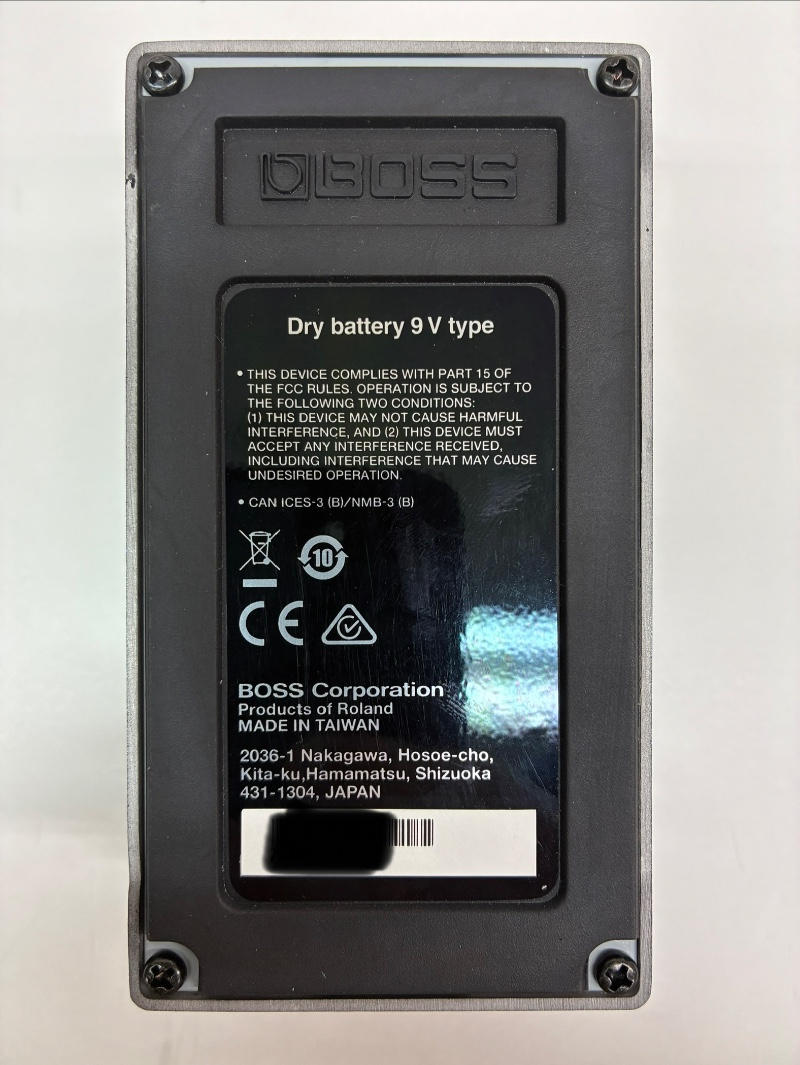 BOSS
Dry battery 9 V type
• THIS DEVICE COMPLIES WITH PART 15 OF
THE FCC RULES. OPERATION IS SUBJECT TO
THE FOLLOWING TWO CONDITIONS:
(1) THIS DEVICE MAY NOT CAUSE HARMFUL
INTERFERENCE, AND (2) THIS DEVICE MUST
ACCEPT ANY INTERFERENCE RECEIVED,
INCLUDING INTERFERENCE THAT MAY CAUSE
UNDESIRED OPERATION.
• CAN ICES-3 (B)/NMB-3 (B)
10
CE
BOSS Corporation
Products of Roland
MADE IN TAIWAN
2036-1 Nakagawa, Hosoe-cho,
Kita-ku,Hamamatsu, Shizuoka
431-1304, JAPAN